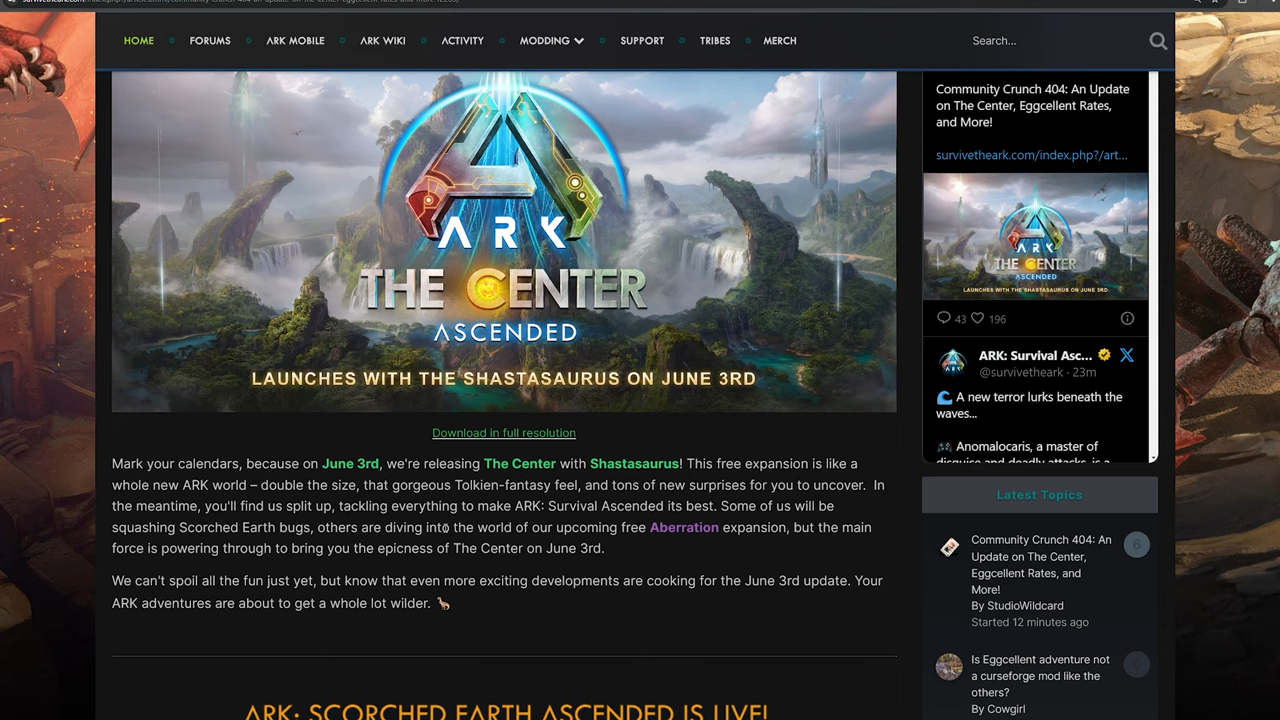 HOME
FORUMS
ARK MOBILE
ARK WIKI
ACTIVITY
MODDING
SUPPORT
TRIBES
MERCH
Search...
ARK
THE CENTER
ASCENDED
LAUNCHES WITH THE SHASTASAURUS ON JUNE 3RD
Download in full resolution
Mark your calendars, because on June 3rd, we're releasing The Center with Shastasaurus! This free expansion is like a
whole new ARK world – double the size, that gorgeous Tolkien-fantasy feel, and tons of new surprises for you to uncover. In
the meantime, you'll find us split up, tackling everything to make ARK: Survival Ascended its best. Some of us will be
squashing Scorched Earth bugs, others are diving into the world of our upcoming free Aberration expansion, but the main
force is powering through to bring you the epicness of The Center on June 3rd.
We can't spoil all the fun just yet, but know that even more exciting developments are cooking for the June 3rd update. Your
ARK adventures are about to get a whole lot wilder. 🦕
ARK: SCORCHED EARTH ASCENDED IS LIVE!
Community Crunch 404: An Update
on The Center, Eggcellent Rates,
and More!
survivetheark.com/index.php?/art...
ARK
THE CENTER
ASCENDED
LAUNCHES WITH THE SHASTASAURUS ON JUNE 3RD
43
196
ARK: Survival Asc...
@survivetheark · 23m
🌊 A new terror lurks beneath the
waves...
🎮 Anomalocaris, a master of
disguise and deadly attacks, is a
Latest Topics
Community Crunch 404: An
Update on The Center,
Eggcellent Rates, and
More!
By StudioWildcard
Started 12 minutes ago
6
Is Eggcellent adventure not
a curseforge mod like the
others?
By Cowgirl